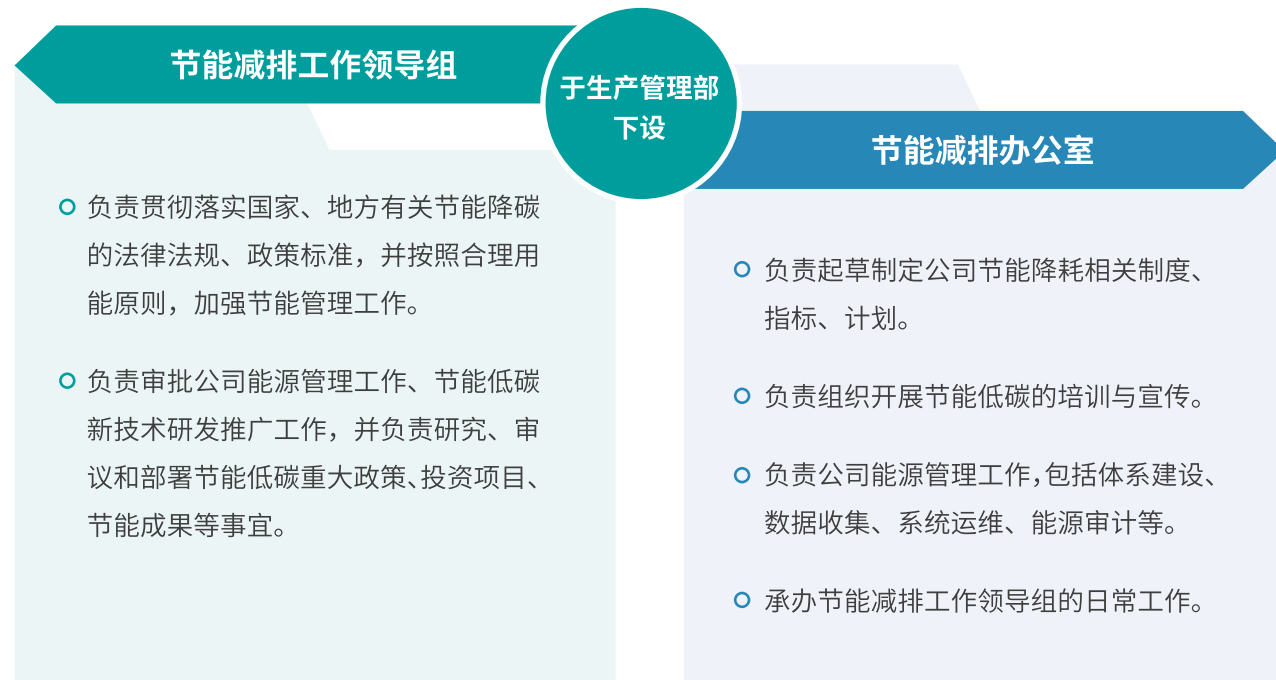 节能减排工作领导组
于生产管理部
下设
节能减排办公室
负责贯彻落实国家、地方有关节能降碳
的法律法规、政策标准，并按照合理用
能原则，加强节能管理工作。
负责审批公司能源管理工作、节能低碳
新技术研发推广工作，并负责研究、审
议和部署节能低碳重大政策、投资项目、
节能成果等事宜。
负责起草制定公司节能降耗相关制度、
指标、计划。
负责组织开展节能低碳的培训与宣传。
负责公司能源管理工作，包括体系建设、
数据收集、系统运维、能源审计等。
承办节能减排工作领导组的日常工作。